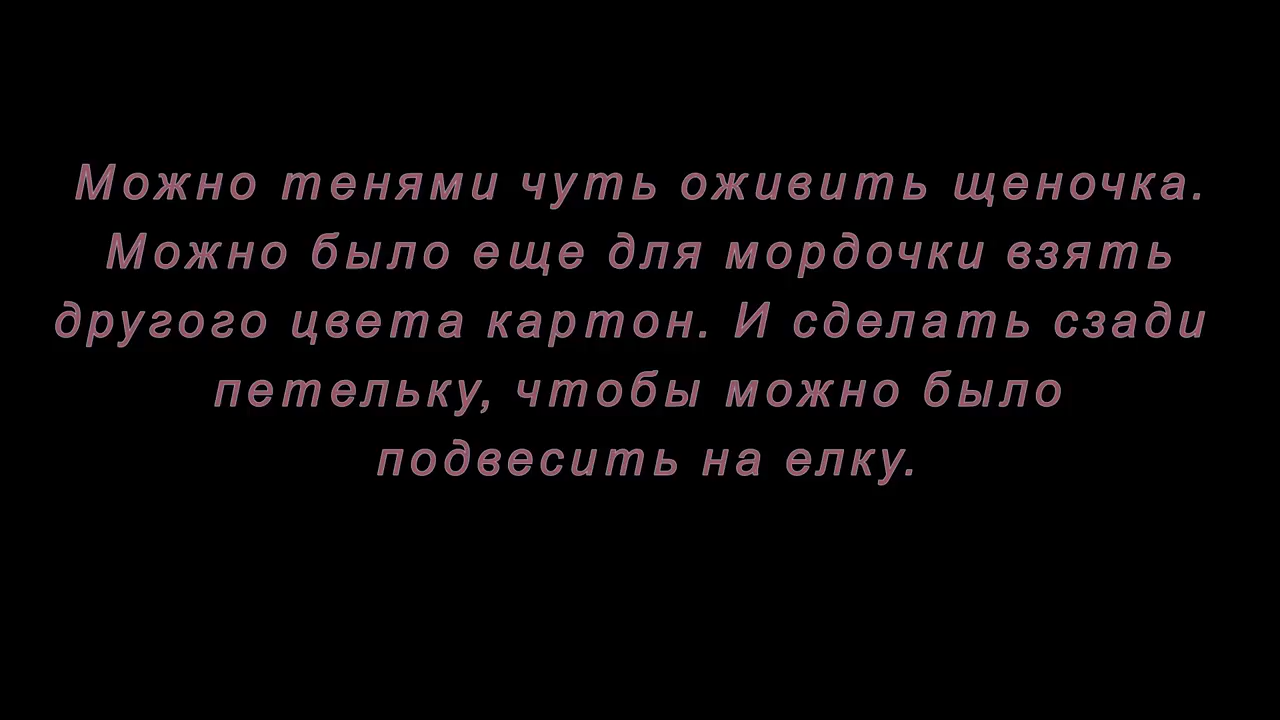 Можно тенями чуть оживить щеночка.
Можно было еще для мордочки взять
другого цвета картон. И сделать сзади
петельку, чтобы можно было
подвесить на елку.